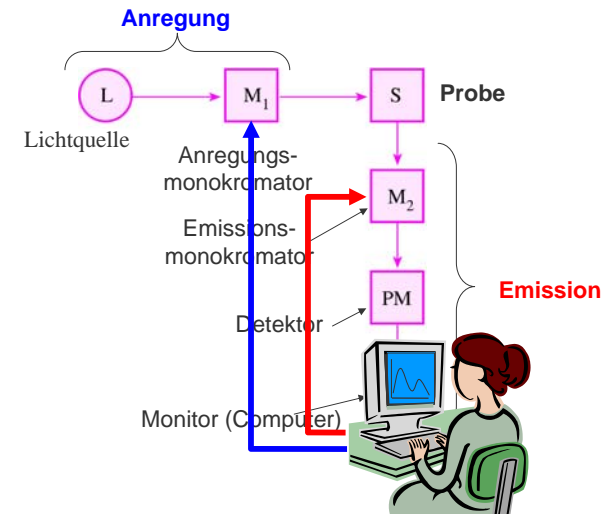 Anregung
L
M1
S
Probe
Lichtquelle
Anregungs-
monokromator
M2
Emissions-
monokromator
PM
Emission
Detektor
Monitor (Computer)